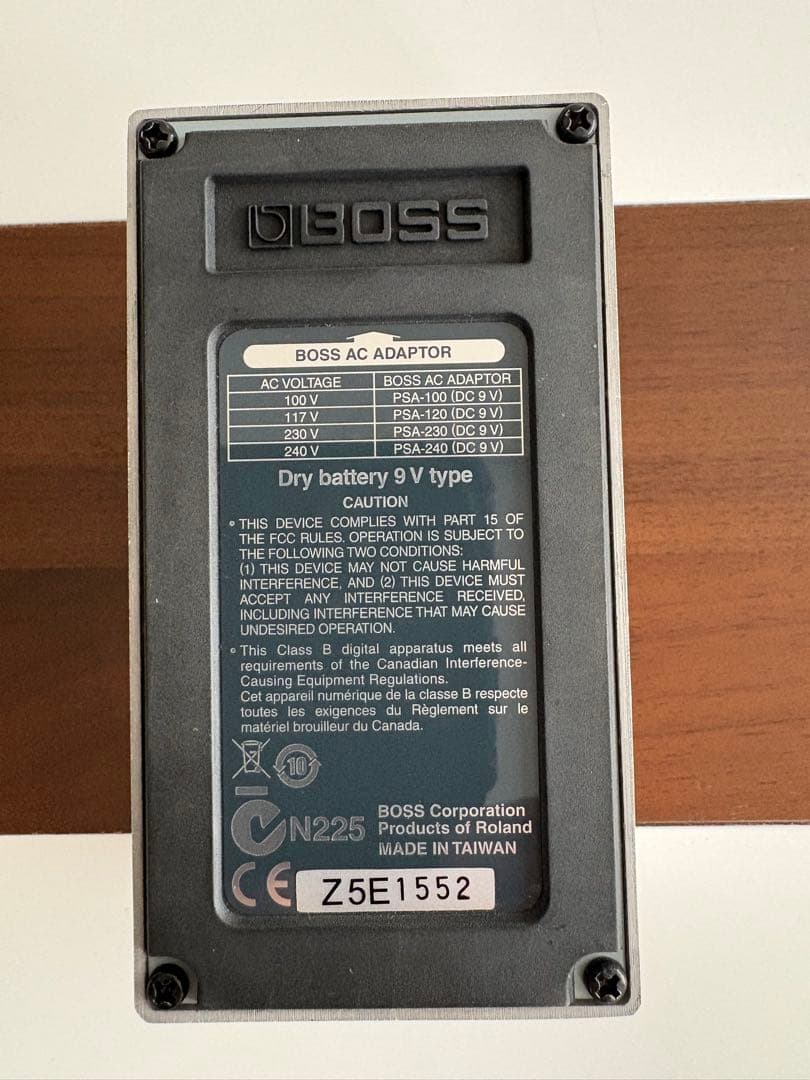 BOSS
BOSS AC ADAPTOR
AC VOLTAGE BOSS AC ADAPTOR
100 V PSA-100 (DC 9 V)
117 V PSA-120 (DC 9 V)
230 V PSA-230 (DC 9 V)
240 V PSA-240 (DC 9 V)
Dry battery 9 V type
CAUTION
• THIS DEVICE COMPLIES WITH PART 15 OF
THE FCC RULES. OPERATION IS SUBJECT TO
THE FOLLOWING TWO CONDITIONS:
(1) THIS DEVICE MAY NOT CAUSE HARMFUL
INTERFERENCE, AND (2) THIS DEVICE MUST
ACCEPT ANY INTERFERENCE RECEIVED,
INCLUDING INTERFERENCE THAT MAY CAUSE
UNDESIRED OPERATION.
• This Class B digital apparatus meets all
requirements of the Canadian Interference-
Causing Equipment Regulations.
Cet appareil numérique de la classe B respecte
toutes les exigences du Règlement sur le
matériel brouilleur du Canada.
10
N225
BOSS Corporation
Products of Roland
MADE IN TAIWAN
CE
Z5E1552